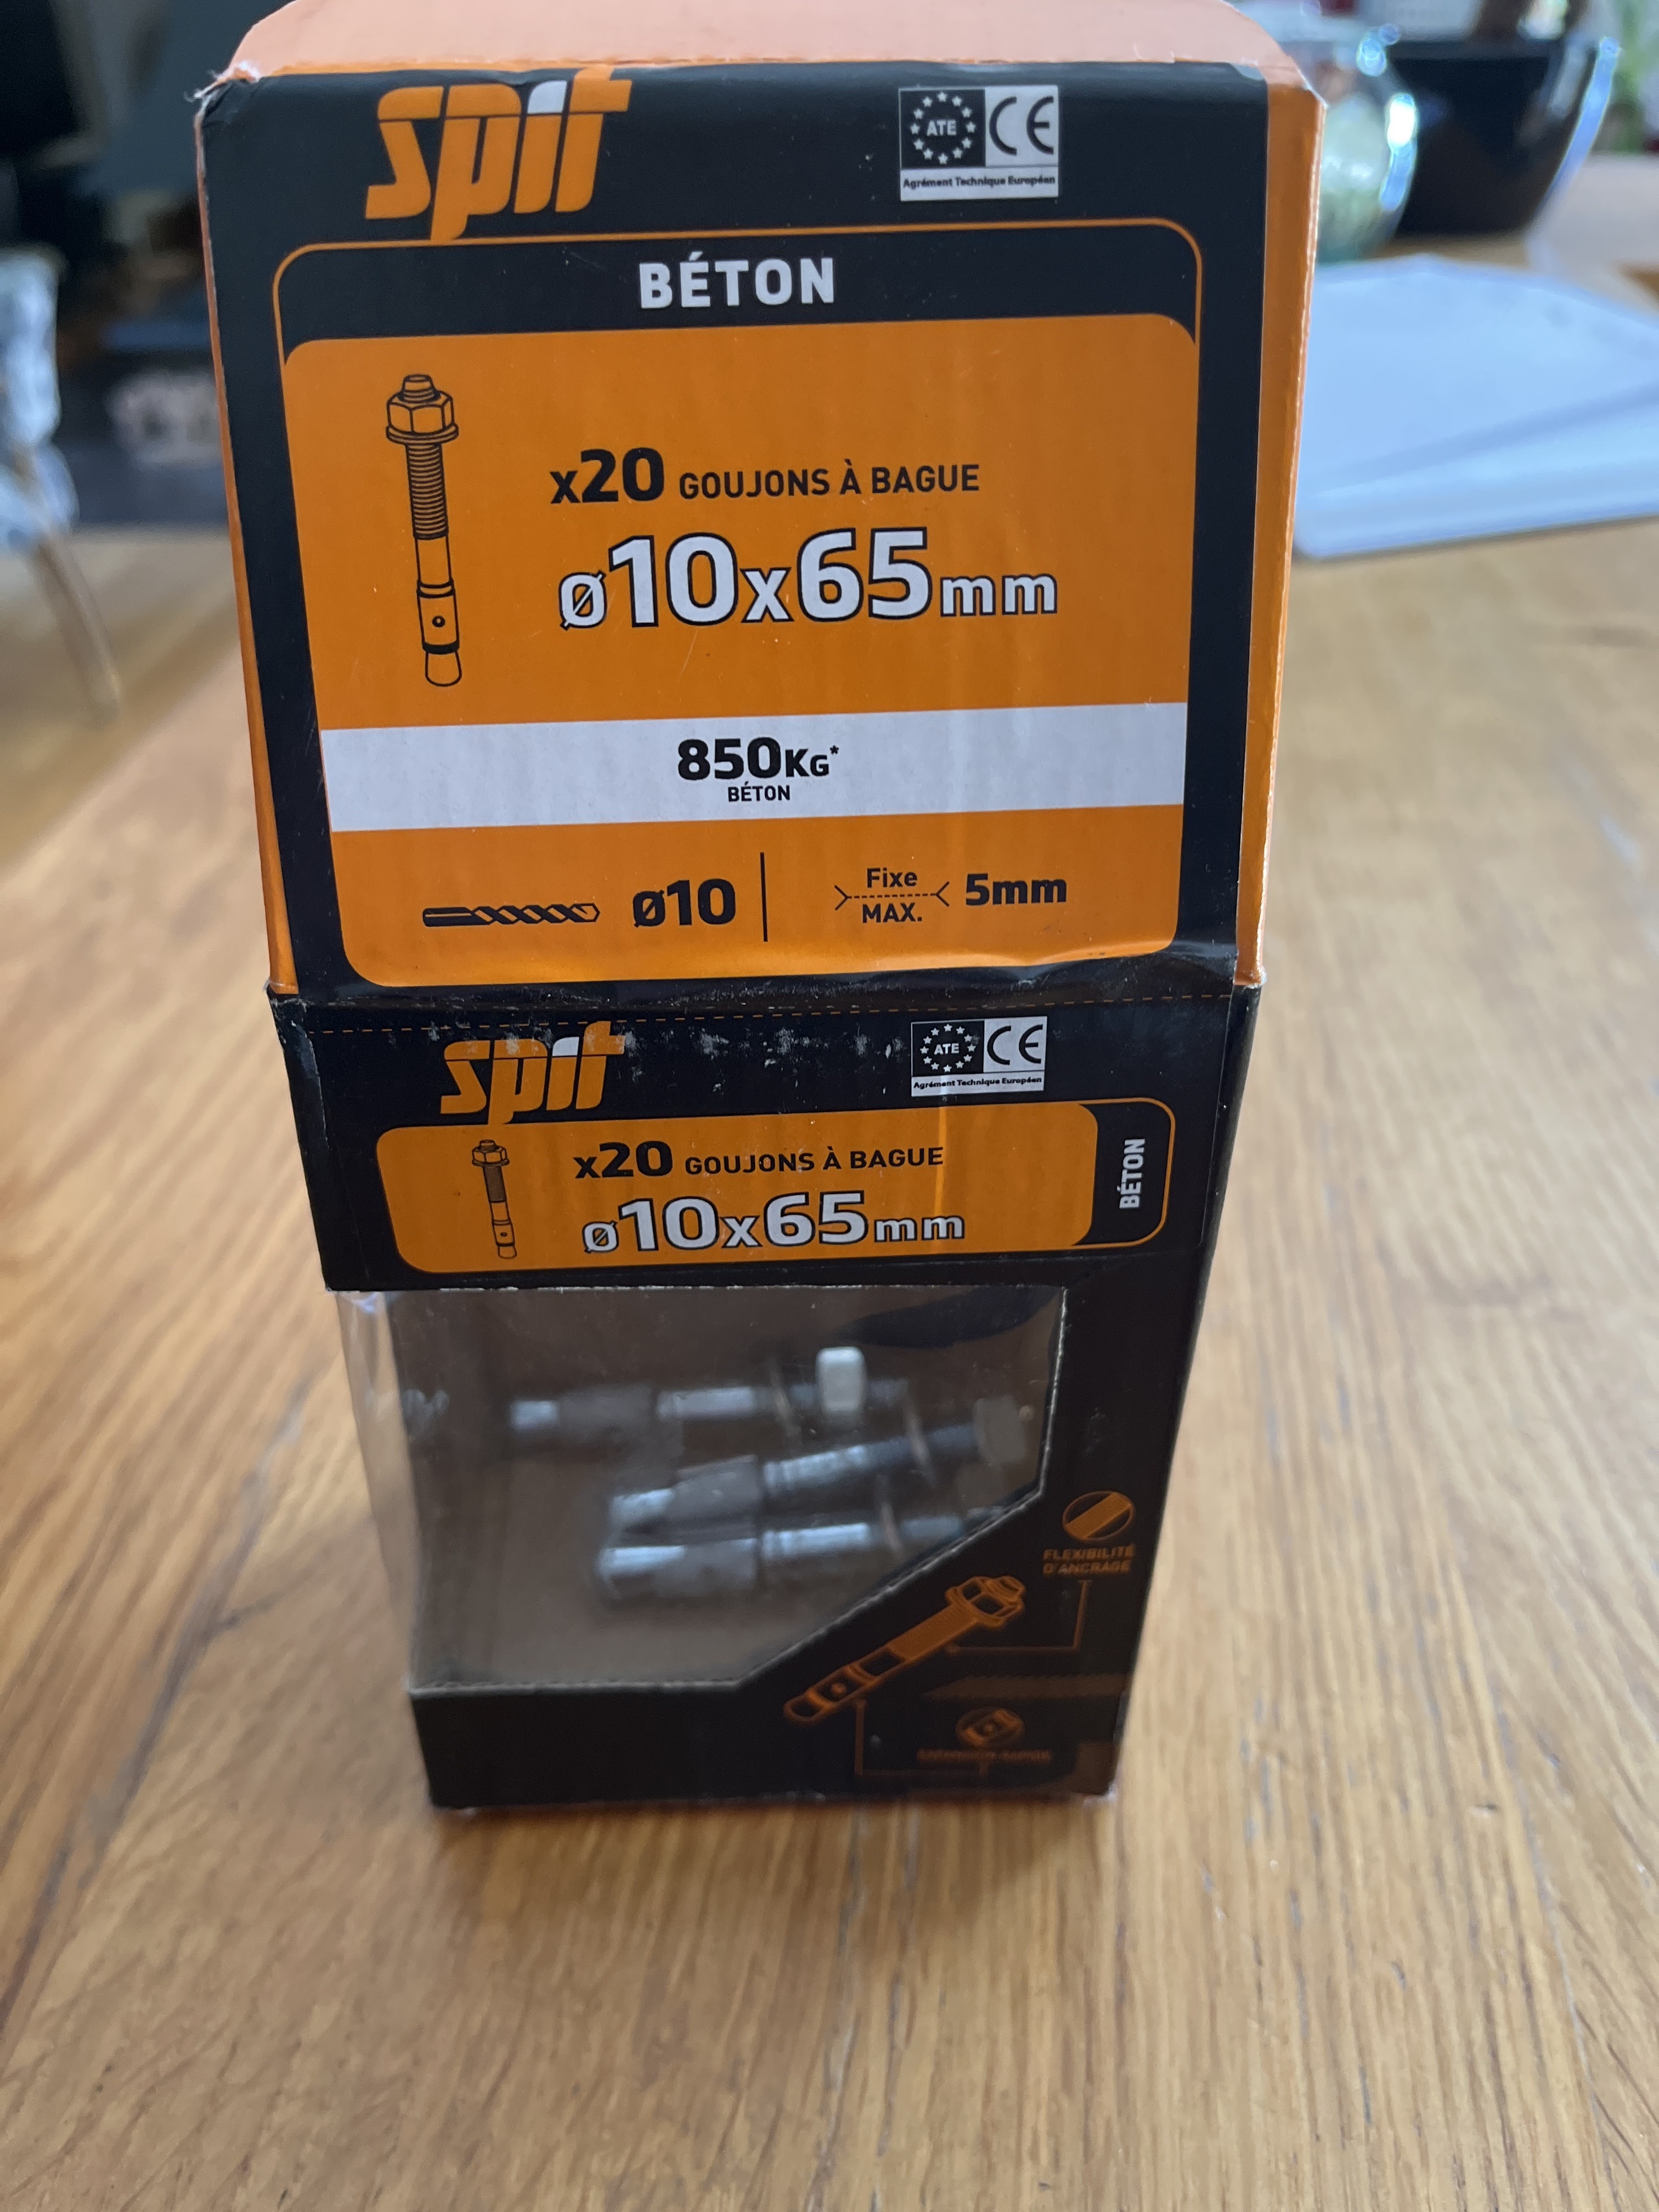 spit
ATE CE
Agrément Technique Européen
BÉTON
x20 GOUJONS À BAGUE
ø10x65mm
850KG*
BÉTON
ø10
Fixe
MAX.
5mm
spit
ATE CE
Agrément Technique Européen
x20 GOUJONS À BAGUE
ø10x65mm
BÉTON
FLEXIBILITÉ
D'ANCRAGE